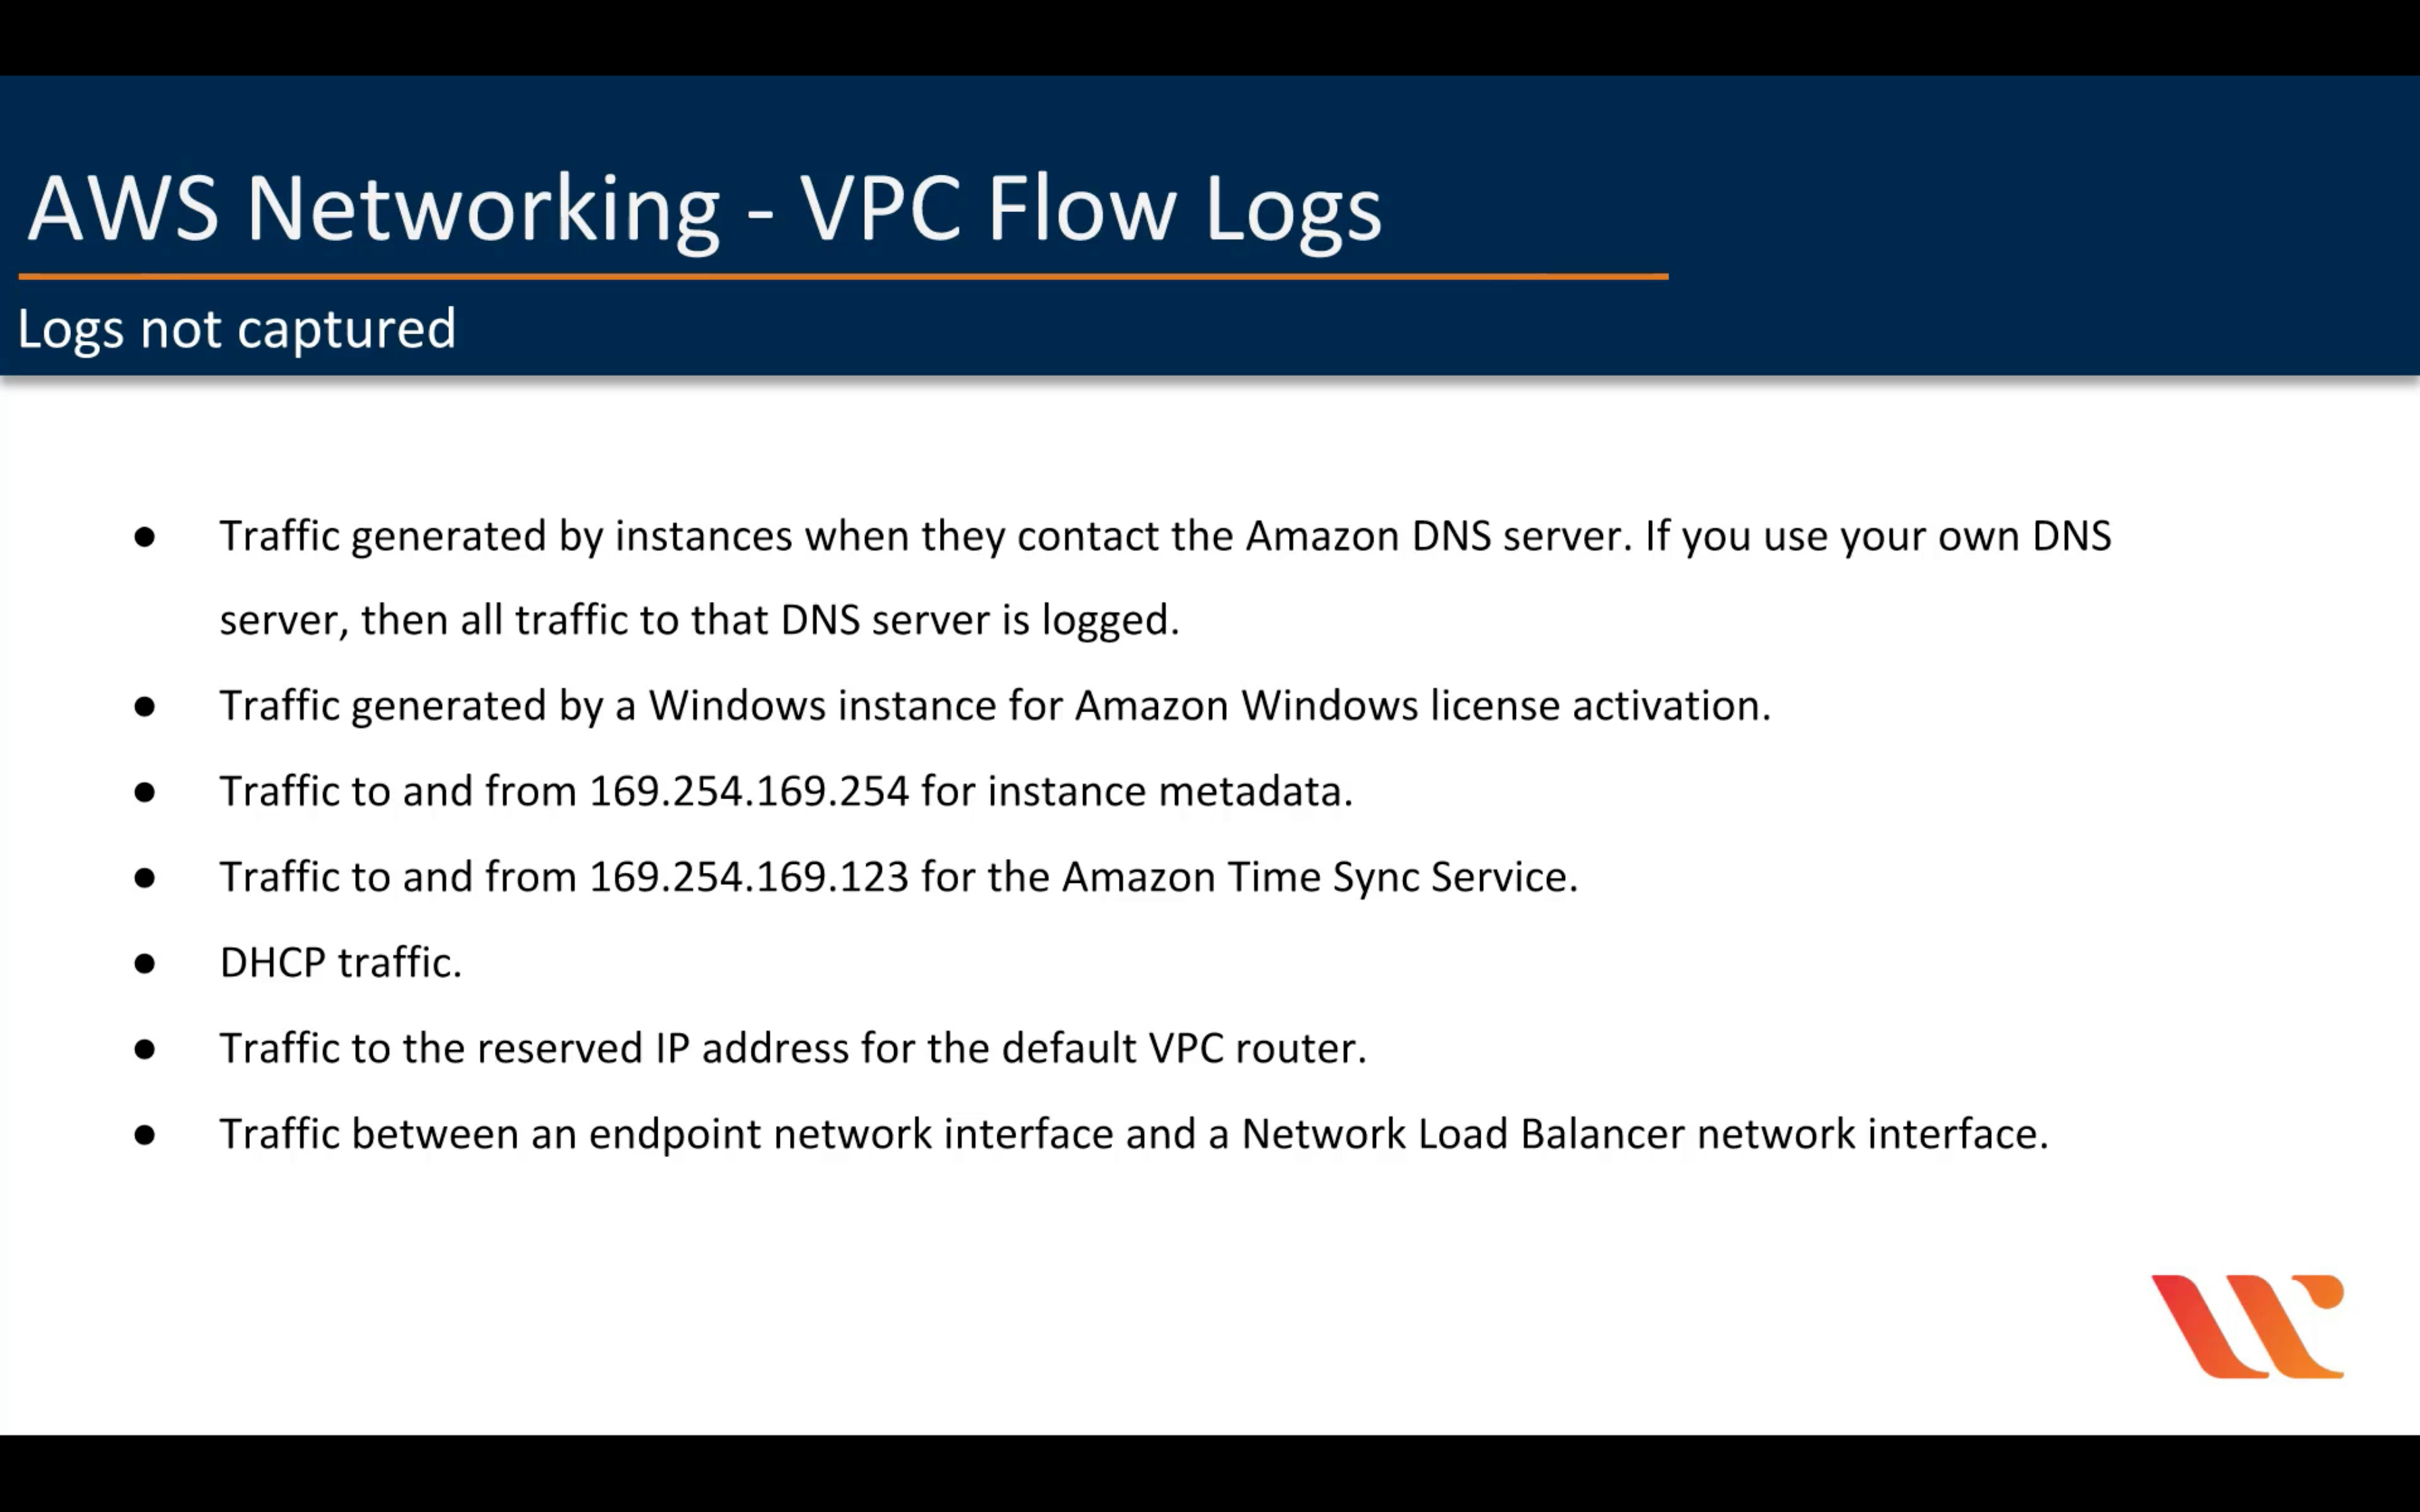 AWS Networking - VPC Flow Logs
Logs not captured
● Traffic generated by instances when they contact the Amazon DNS server. If you use your own DNS
server, then all traffic to that DNS server is logged.
● Traffic generated by a Windows instance for Amazon Windows license activation.
● Traffic to and from 169.254.169.254 for instance metadata.
● Traffic to and from 169.254.169.123 for the Amazon Time Sync Service.
● DHCP traffic.
● Traffic to the reserved IP address for the default VPC router.
● Traffic between an endpoint network interface and a Network Load Balancer network interface.